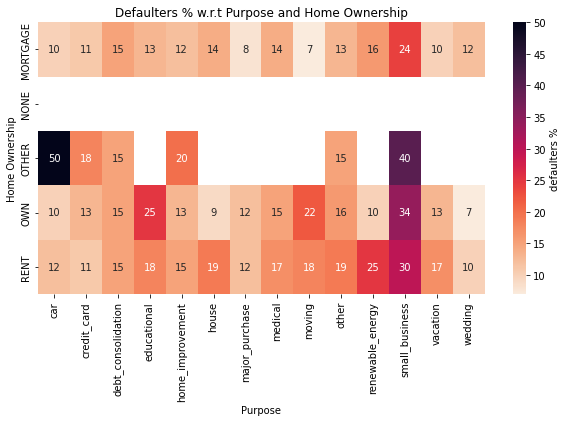 Defaulters % w.r.t Purpose and Home Ownership
Home Ownership
MORTGAGE 10 11 15 13 12 14 8 14 7 13 16 24 10 12
NONE
OTHER 50 18 15 20 15 40
OWN 10 13 15 25 13 9 12 15 22 16 10 34 13 7
RENT 12 11 15 18 15 19 12 17 18 19 25 30 17 10
car
credit_card
debt_consolidation
educational
home_improvement
house
major_purchase
medical
moving
other
renewable_energy
small_business
vacation
wedding
Purpose
50
45
40
35
30
25
20
15
10
defaulters %